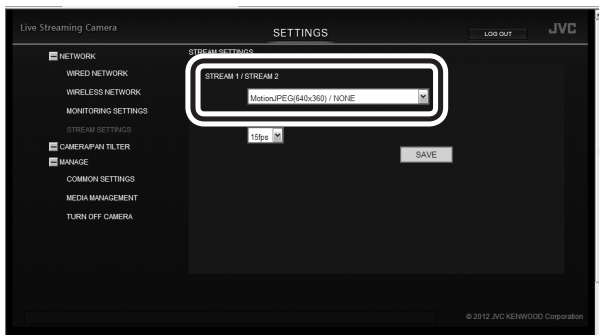 Live Streaming Camera
SETTINGS
LOG OUT
JVC
NETWORK
WIRED NETWORK
WIRELESS NETWORK
MONITORING SETTINGS
STREAM SETTINGS
CAMERA/PAN TILTER
MANAGE
COMMON SETTINGS
MEDIA MANAGEMENT
TURN OFF CAMERA
STREAM SETTINGS
STREAM 1 / STREAM 2
MotionJPEG(640x360) / NONE
15fps
SAVE
© 2012 JVC KENWOOD Corporation